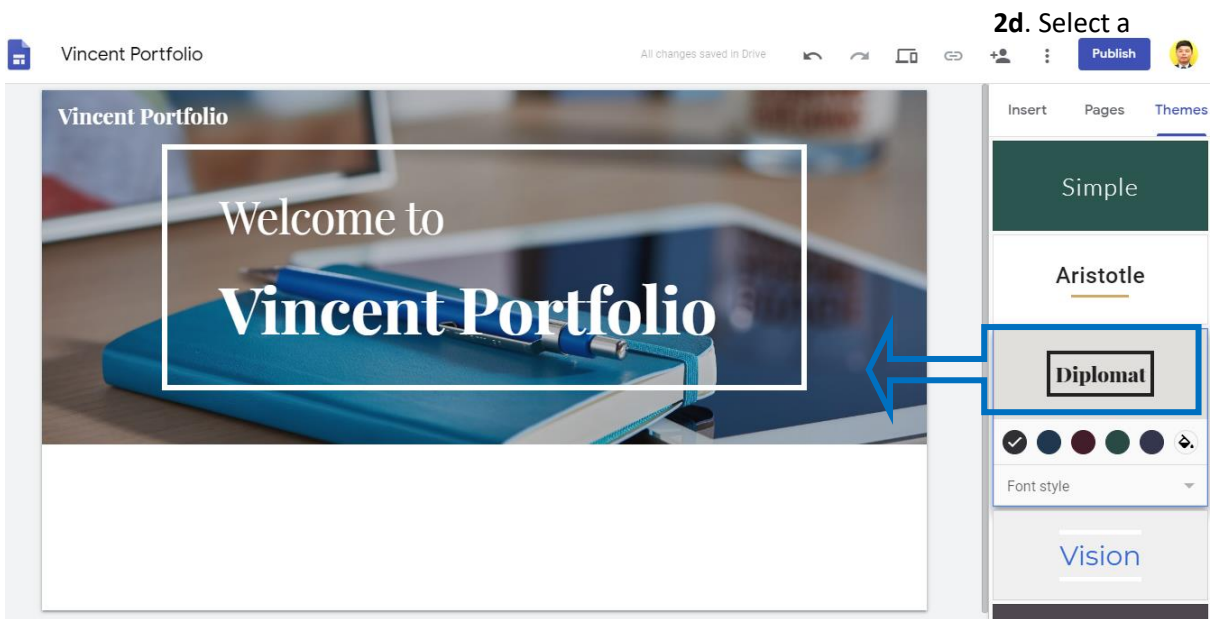 2d. Select a
Vincent Portfolio
All changes saved in Drive
Publish
Vincent Portfolio
Welcome to
Vincent Portfolio
Insert Pages Themes
Simple
Aristotle
Diplomat
Font style
Vision